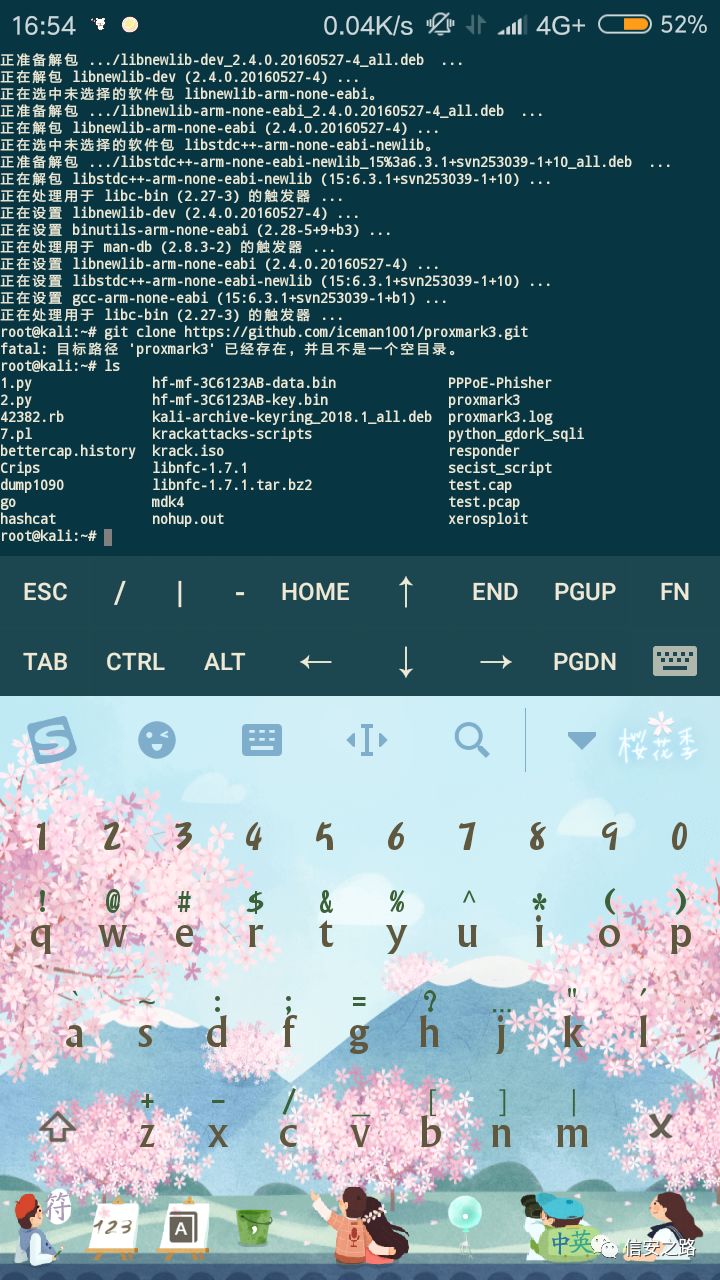 16:54 0.04K/s 4G+ 52%
正准备解包 .../libnewlib-dev_2.4.0.20160527-4_all.deb ...
正在解包 libnewlib-dev (2.4.0.20160527-4) ...
正在选中未选择的软件包 libnewlib-arm-none-eabi。
正准备解包 .../libnewlib-arm-none-eabi_2.4.0.20160527-4_all.deb ...
正在解包 libnewlib-arm-none-eabi (2.4.0.20160527-4) ...
正在选中未选择的软件包 libstdc++-arm-none-eabi-newlib。
正准备解包 .../libstdc++-arm-none-eabi-newlib_15%3a6.3.1+svn253039-1+10_all.deb ...
正在解包 libstdc++-arm-none-eabi-newlib (15:6.3.1+svn253039-1+10) ...
正在处理用于 libc-bin (2.27-3) 的触发器 ...
正在设置 libnewlib-dev (2.4.0.20160527-4) ...
正在设置 binutils-arm-none-eabi (2.28-5+9+b3) ...
正在处理用于 man-db (2.8.3-2) 的触发器 ...
正在设置 libnewlib-arm-none-eabi (2.4.0.20160527-4) ...
正在设置 libstdc++-arm-none-eabi-newlib (15:6.3.1+svn253039-1+10) ...
正在设置 gcc-arm-none-eabi (15:6.3.1+svn253039-1+b1) ...
正在处理用于 libc-bin (2.27-3) 的触发器 ...
root@kali:~# git clone https://github.com/iceman1001/proxmark3.git
fatal: 目标路径 'proxmark3' 已经存在，并且不是一个空目录。
root@kali:~# ls
1.py hf-mf-3C6123AB-data.bin PPPoE-Phisher
2.py hf-mf-3C6123AB-key.bin proxmark3
42382.rb kali-archive-keyring_2018.1_all.deb proxmark3.log
7.pl krackattacks-scripts python_gdork_sqli
bettercap.history krack.iso responder
Crips libnfc-1.7.1 secist_script
dump1090 libnfc-1.7.1.tar.bz2 test.cap
go mdk4 test.pcap
hashcat nohup.out xerosploit
root@kali:~#
ESC / | - HOME ↑ END PGUP FN
TAB CTRL ALT ← ↓ → PGDN
S 樱花季
1 2 3 4 5 6 7 8 9 0
! @ # $ & % ^ * ( )
q w e r t y u i o p
` ~ : ; = ? … " ′
a s d f g h j k l
+ - / _ [ ] |
z x c v b n m
符 123 A , 中英 信安之路